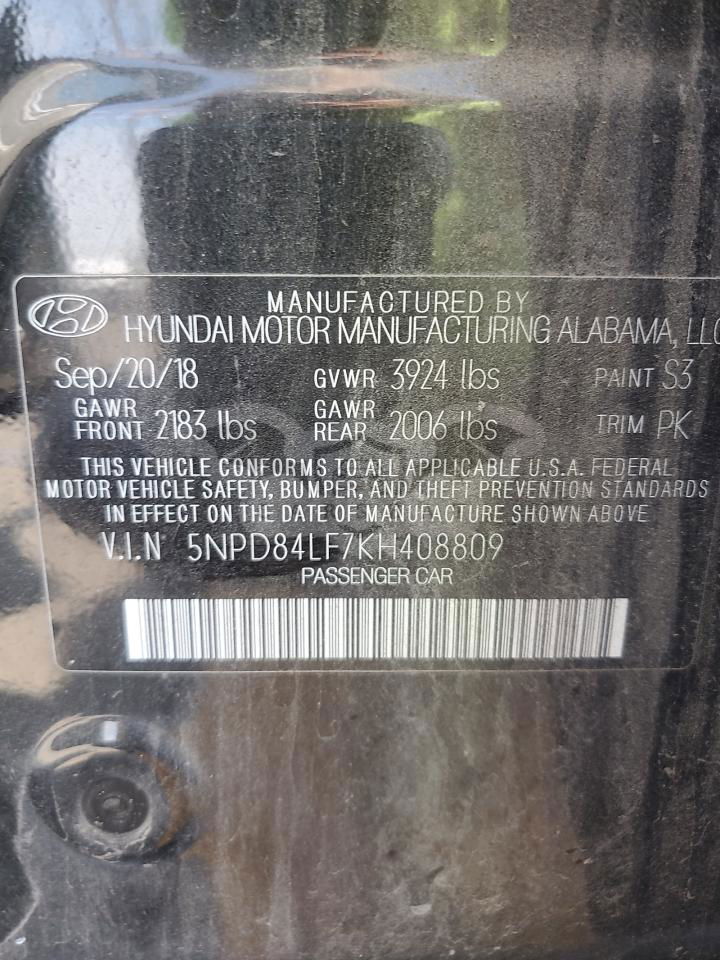 MANUFACTURED BY
HYUNDAI MOTOR MANUFACTURING ALABAMA, LLC
Sep/20/18 GVWR 3924 lbs PAINT S3
GAWR FRONT 2183 lbs GAWR REAR 2006 lbs TRIM PK
THIS VEHICLE CONFORMS TO ALL APPLICABLE U.S.A. FEDERAL
MOTOR VEHICLE SAFETY, BUMPER, AND THEFT PREVENTION STANDARDS
IN EFFECT ON THE DATE OF MANUFACTURE SHOWN ABOVE
V.I.N 5NPD84LF7KH408809
PASSENGER CAR